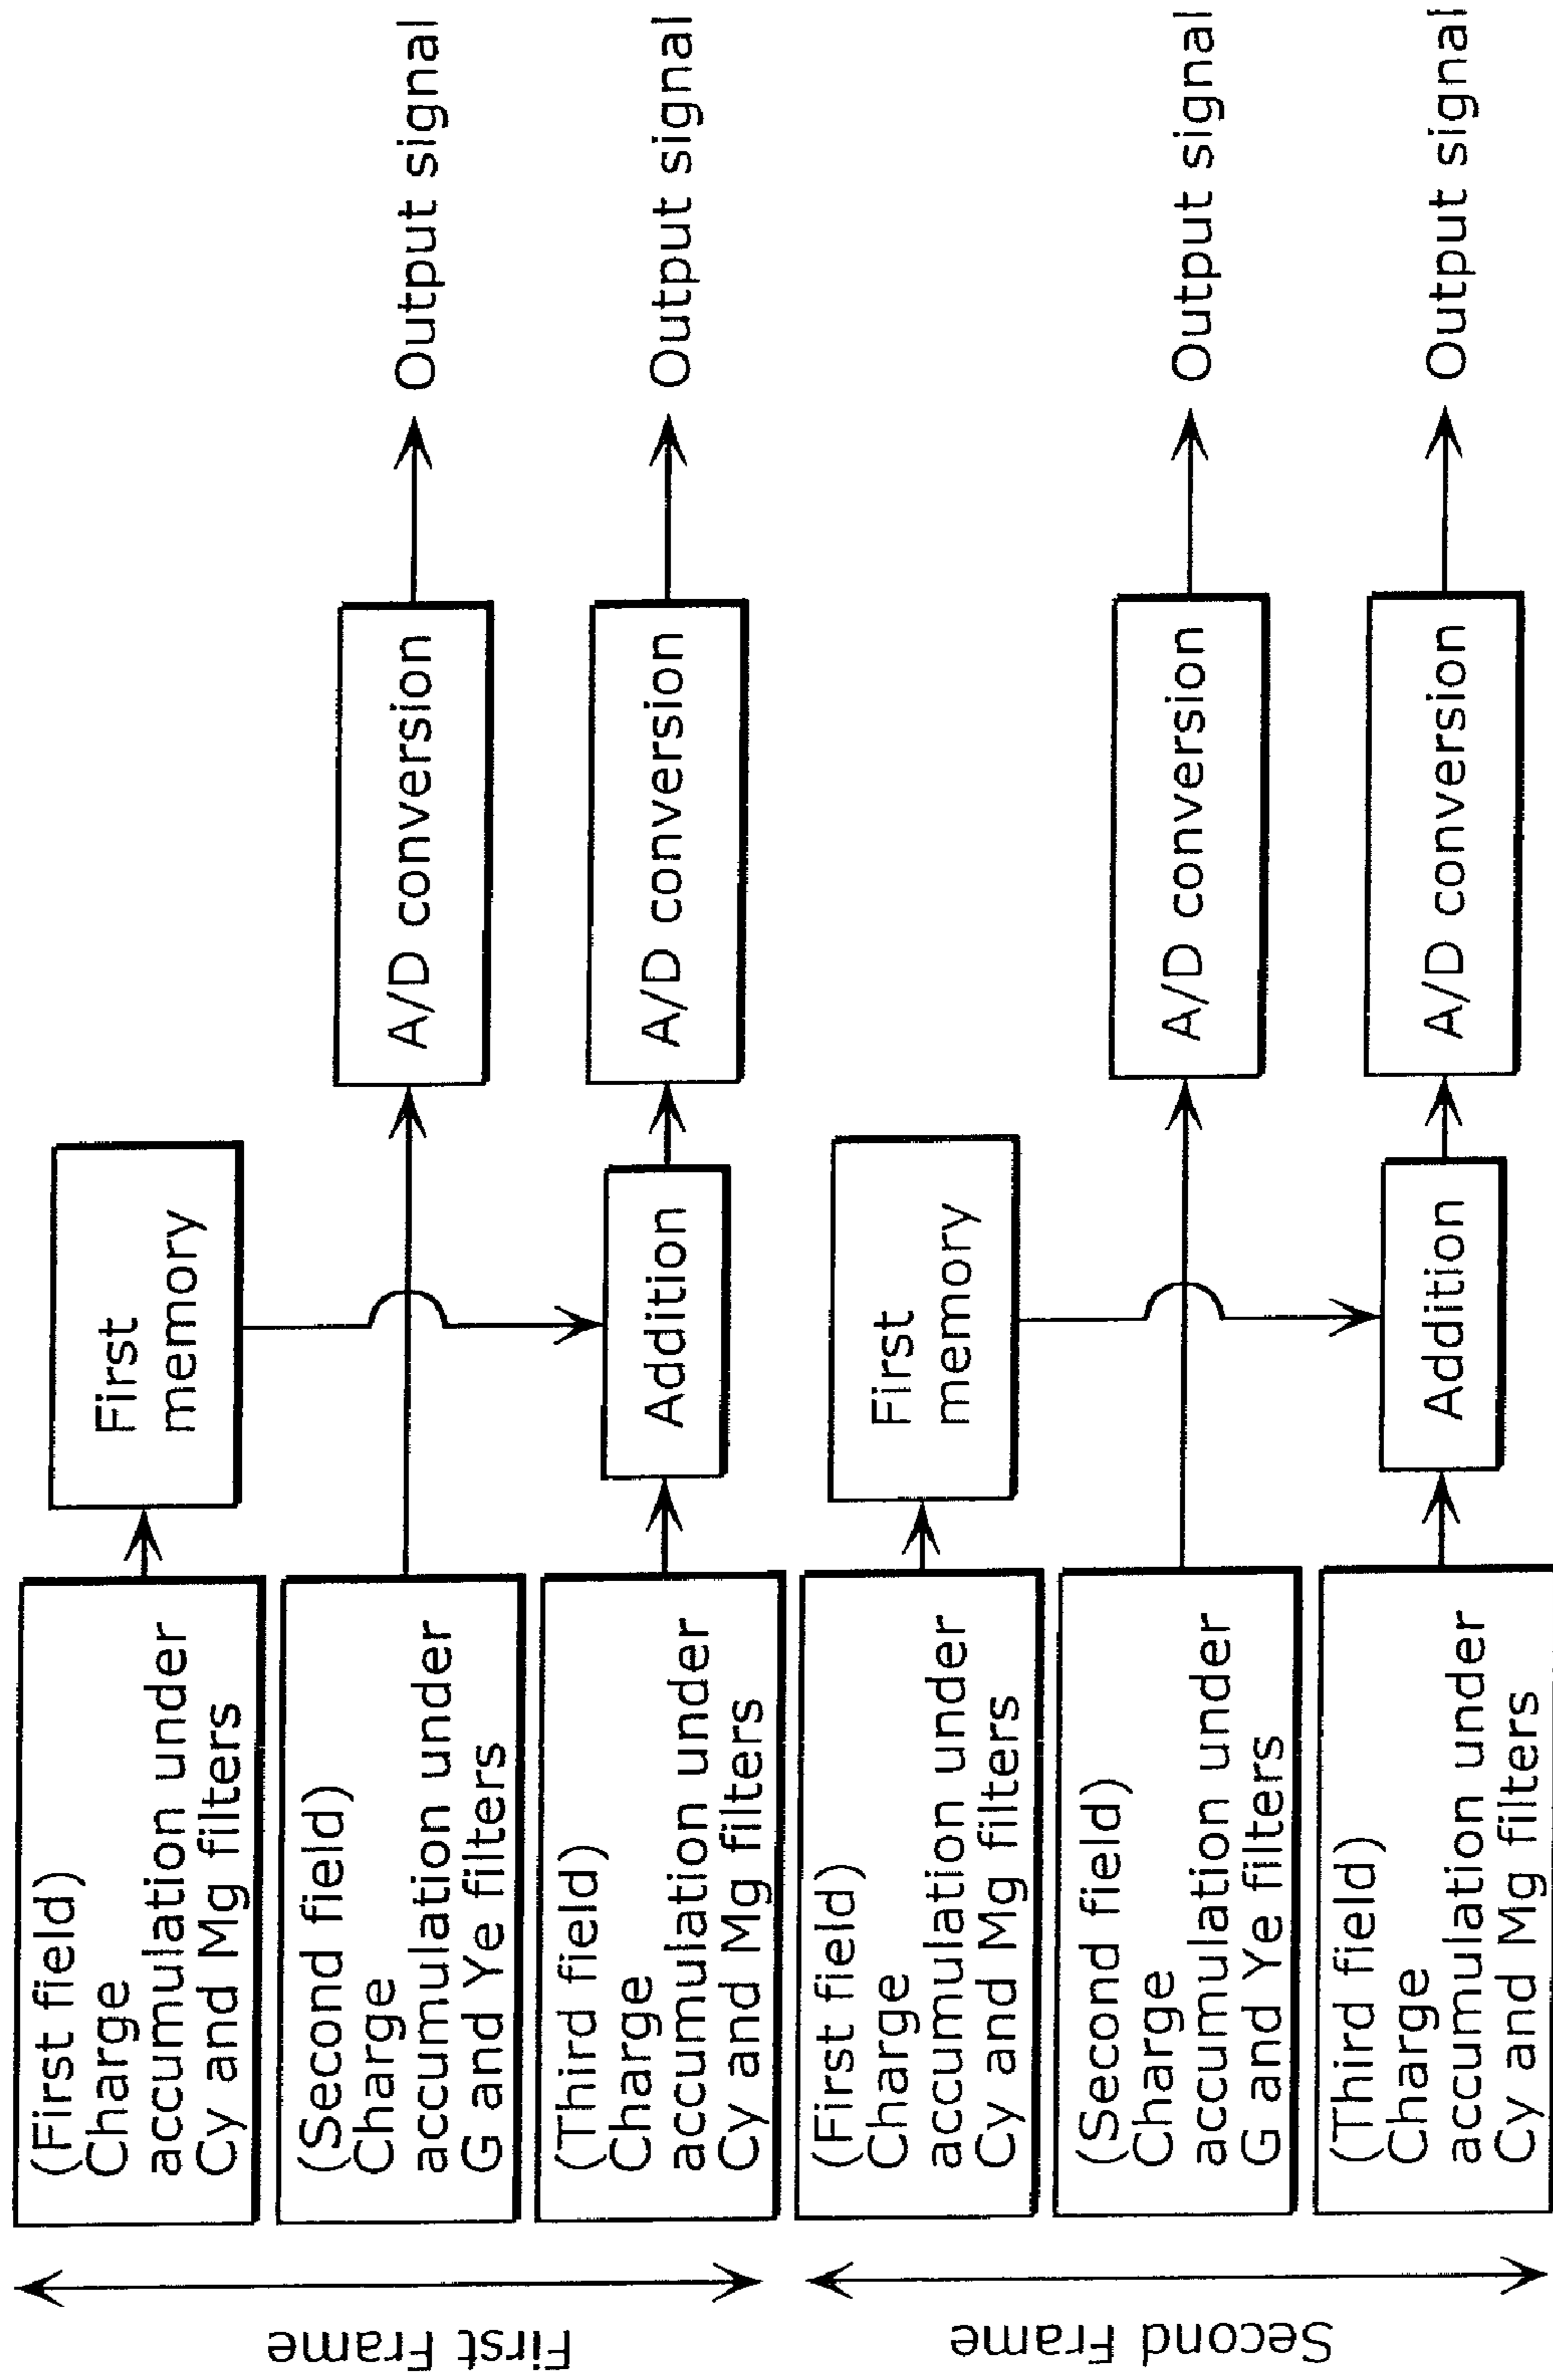 First Frame
(First field)
Charge
accumulation under
Cy and Mg filters
First
memory
(Second field)
Charge
accumulation under
G and Ye filters
A/D conversion
Output signal
(Third field)
Charge
accumulation under
Cy and Mg filters
Addition
A/D conversion
Output signal
Second Frame
(First field)
Charge
accumulation under
Cy and Mg filters
First
memory
(Second field)
Charge
accumulation under
G and Ye filters
A/D conversion
Output signal
(Third field)
Charge
accumulation under
Cy and Mg filters
Addition
A/D conversion
Output signal